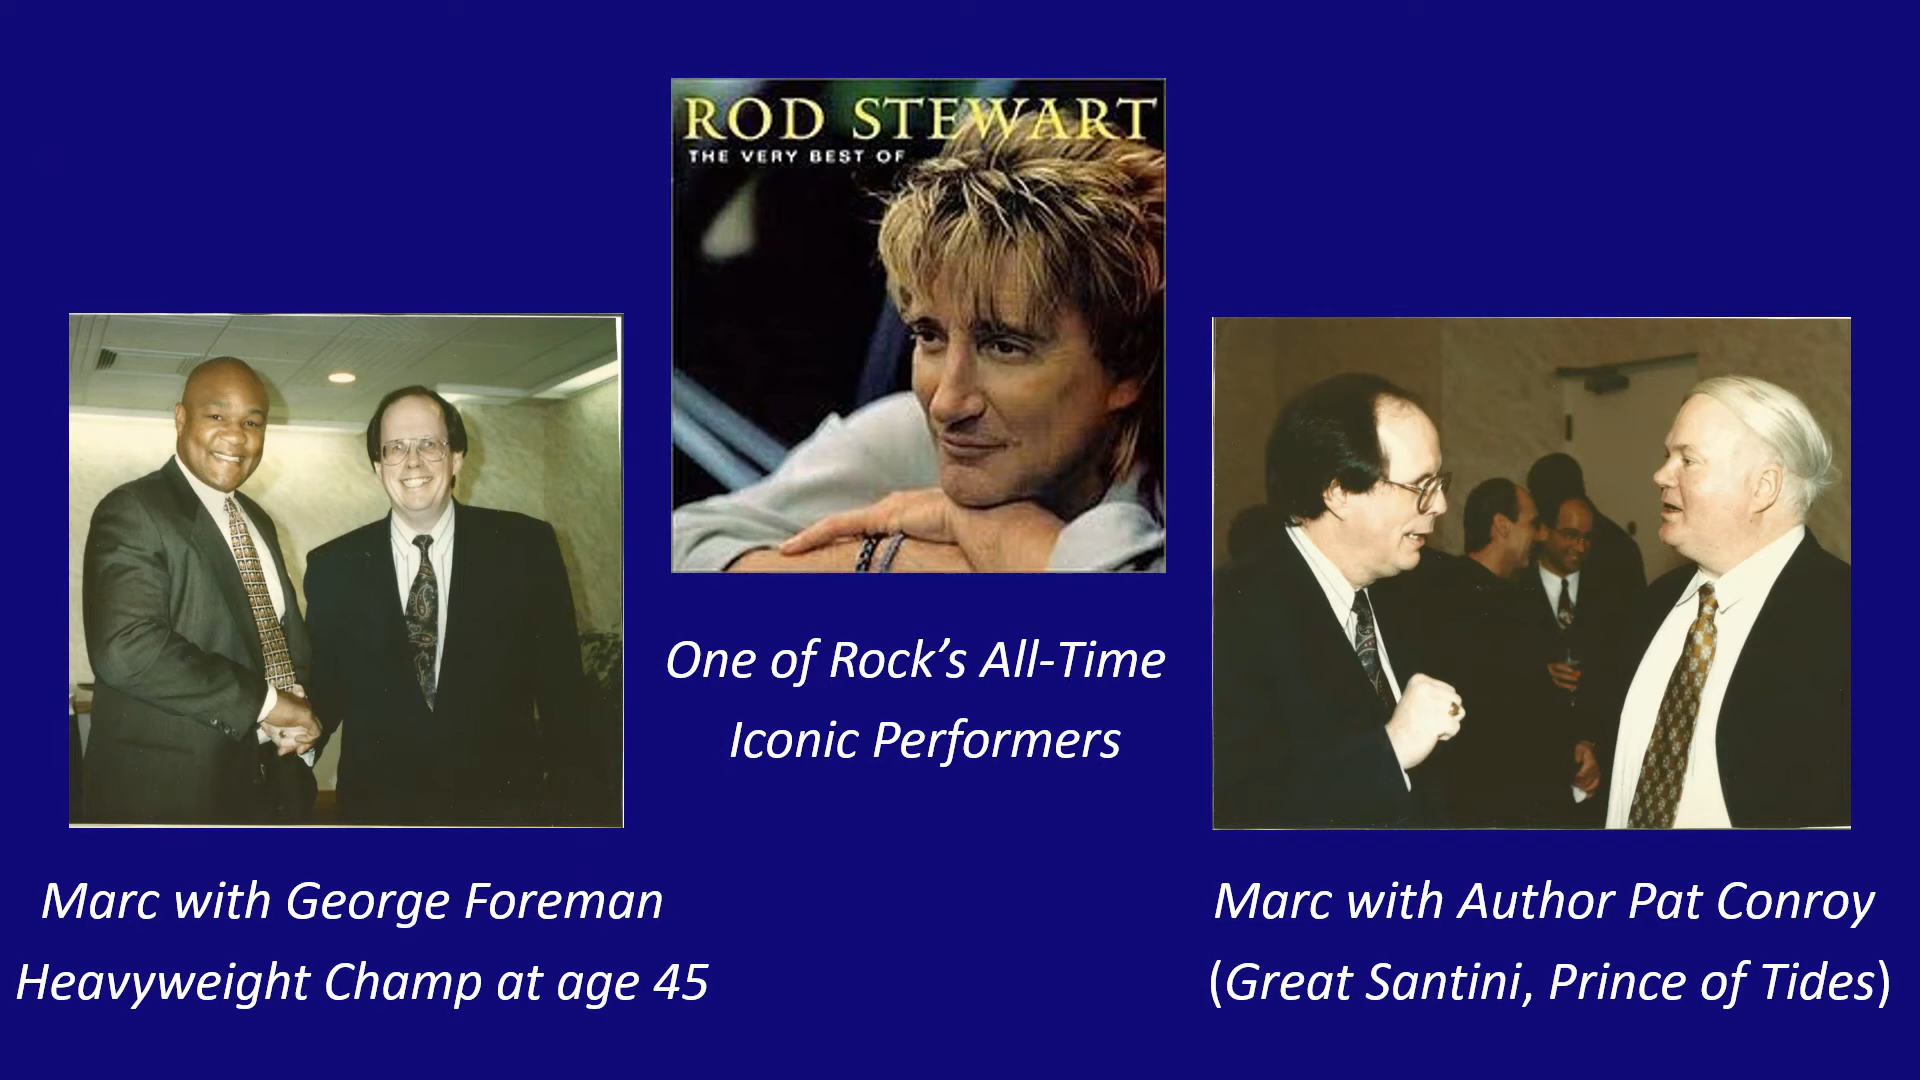 ROD STEWART
THE VERY BEST OF
One of Rock’s All-Time
Iconic Performers
Marc with George Foreman
Heavyweight Champ at age 45
Marc with Author Pat Conroy
(Great Santini, Prince of Tides)